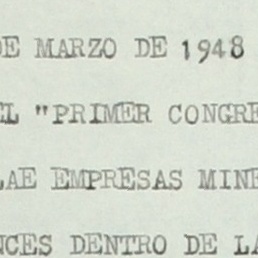 DE MARZO DE 1948
EL "PRIMER CONGRE
LAE EMPRESAS MINE
NCES DENTRO DE LA